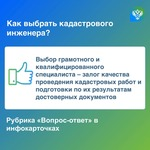 Как выбрать кадастрового
инженера?
Выбор грамотного и
квалифицированного
специалиста – залог качества
проведения кадастровых работ и
подготовки по их результатам
достоверных документов
Рубрика «Вопрос-ответ» в
инфокарточках